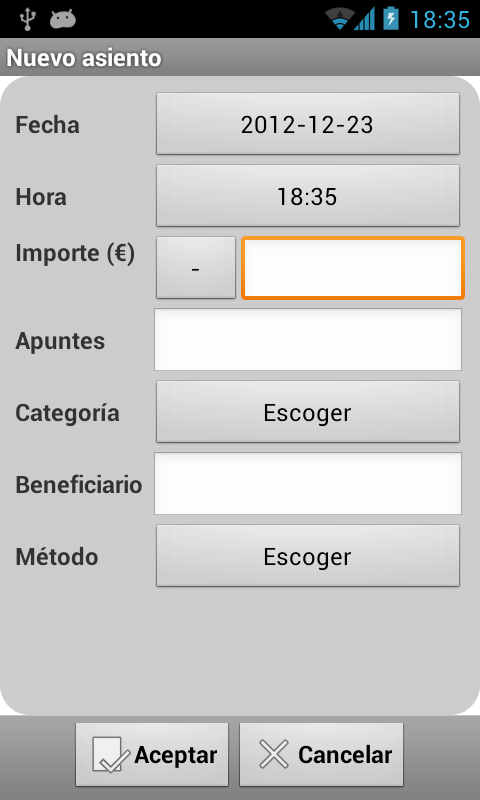 18:35
Nuevo asiento
Fecha 2012-12-23
Hora 18:35
Importe (€) -
Apuntes
Categoría Escoger
Beneficiario
Método Escoger
Aceptar Cancelar